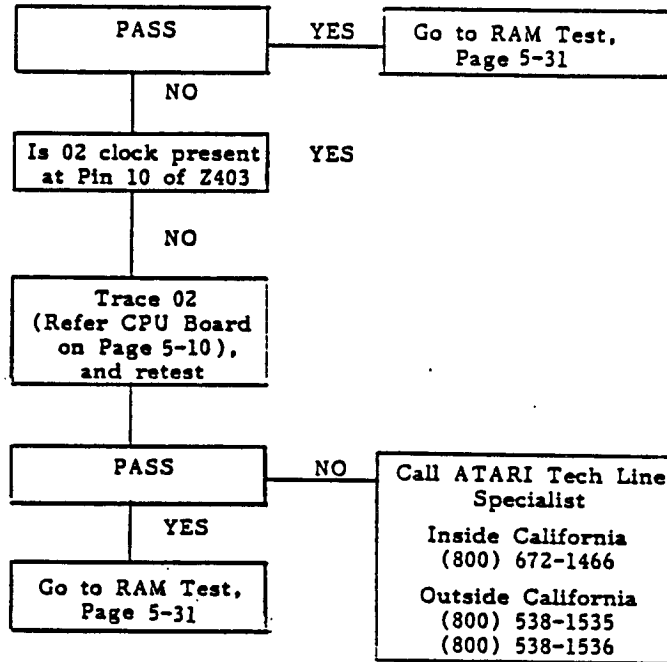 PASS
YES
Go to RAM Test,
Page 5-31
NO
Is 02 clock present
at Pin 10 of Z403
YES
NO
Trace 02
(Refer CPU Board
on Page 5-10),
and retest
PASS
NO
Call ATARI Tech Line
Specialist
Inside California
(800) 672-1466
Outside California
(800) 538-1535
(800) 538-1536
YES
Go to RAM Test,
Page 5-31